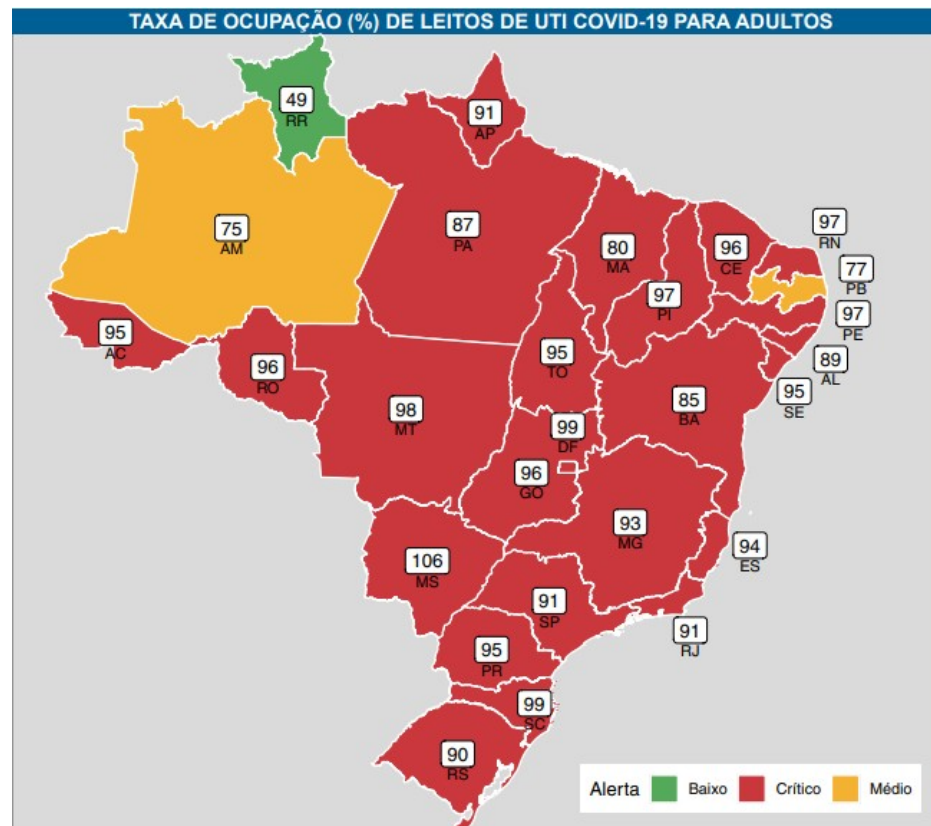 TAXA DE OCUPAÇÃO (%) DE LEITOS DE UTI COVID-19 PARA ADULTOS
49
RR
91
AP
75
AM
87
PA
80
MA
96
CE
97
RN
77
PB
97
PI
97
PE
89
AL
95
SE
95
AC
96
RO
95
TO
85
BA
98
MT
99
DF
96
GO
93
MG
94
ES
106
MS
91
SP
91
RJ
95
PR
99
SC
90
RS
Alerta Baixo Crítico Médio